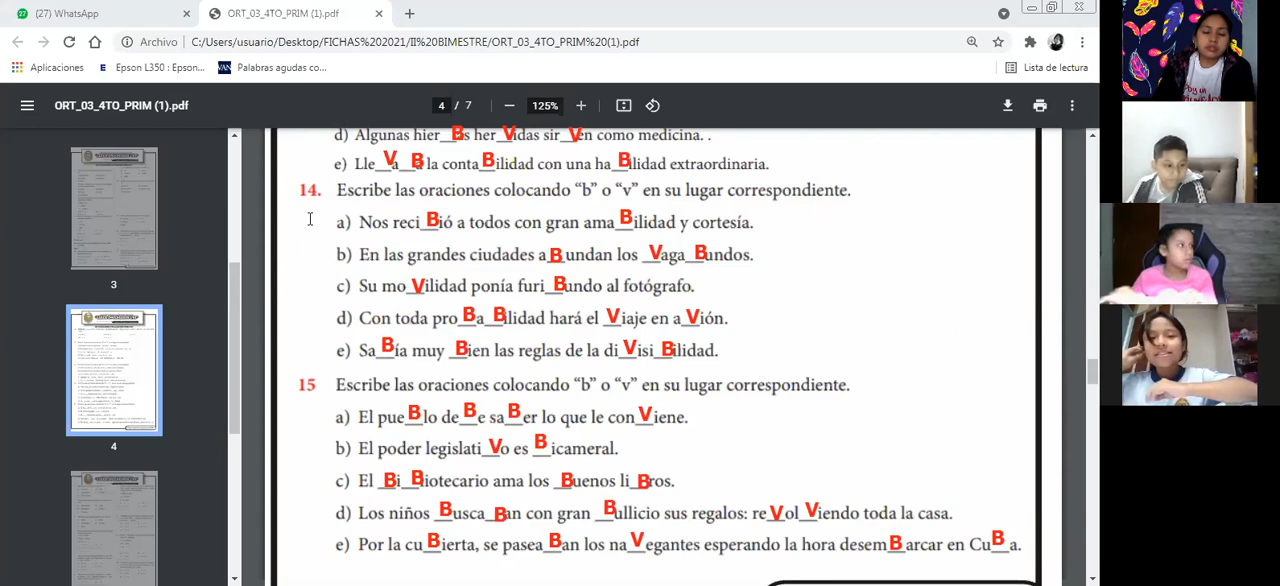 (27) WhatsApp
ORT_03_4TO_PRIM (1).pdf
Archivo C:/Users/usuario/Desktop/FICHAS%202021/II%20BIMESTRE/ORT_03_4TO_PRIM%20(1).pdf
Aplicaciones
Epson L350 : Epson...
Palabras agudas co...
Lista de lectura
ORT_03_4TO_PRIM (1).pdf
4 / 7
125%
3
4
d) Algunas hier_B_s her_V_idas sir_V_en como medicina. .
e) Lle_V_a_B_ la conta_B_ilidad con una ha_B_ilidad extraordinaria.
14. Escribe las oraciones colocando “b” o “v” en su lugar correspondiente.
a) Nos reci_B_ió a todos con gran ama_B_ilidad y cortesía.
b) En las grandes ciudades a_B_undan los _V_aga_B_undos.
c) Su mo_V_ilidad ponía furi_B_undo al fotógrafo.
d) Con toda pro_B_a_B_ilidad hará el _V_iaje en a_V_ión.
e) Sa_B_ía muy _B_ien las reglas de la di_V_isi_B_ilidad.
15 Escribe las oraciones colocando “b” o “v” en su lugar correspondiente.
a) El pue_B_lo de_B_e sa_B_er lo que le con_V_iene.
b) El poder legislati_V_o es _B_icameral.
c) El _B_i_B_iotecario ama los _B_uenos li_B_ros.
d) Los niños _B_usca_B_an con gran _B_ullicio sus regalos: re_V_ol_V_iendo toda la casa.
e) Por la cu_B_ierta, se pasea_B_an los na_V_egantes esperando la hora desem_B_arcar en Cu_B_a.